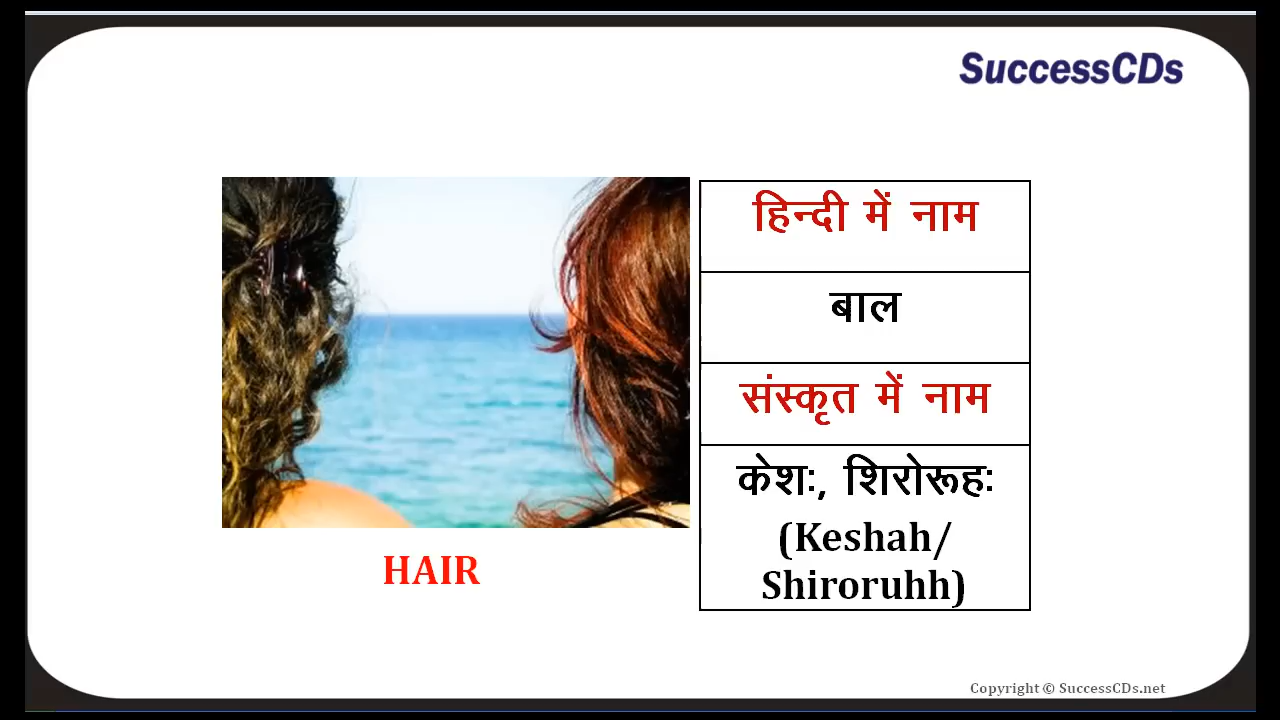 SuccessCDs
हिन्दी में नाम
बाल
संस्कृत में नाम
केशः, शिरोरूहः
(Keshah/
Shiroruhh)
HAIR
Copyright © SuccessCDs.net